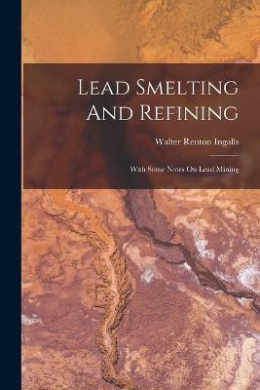 Lead Smelting
And Refining
Walter Renton Ingalls
With Some Notes On Lead Mining